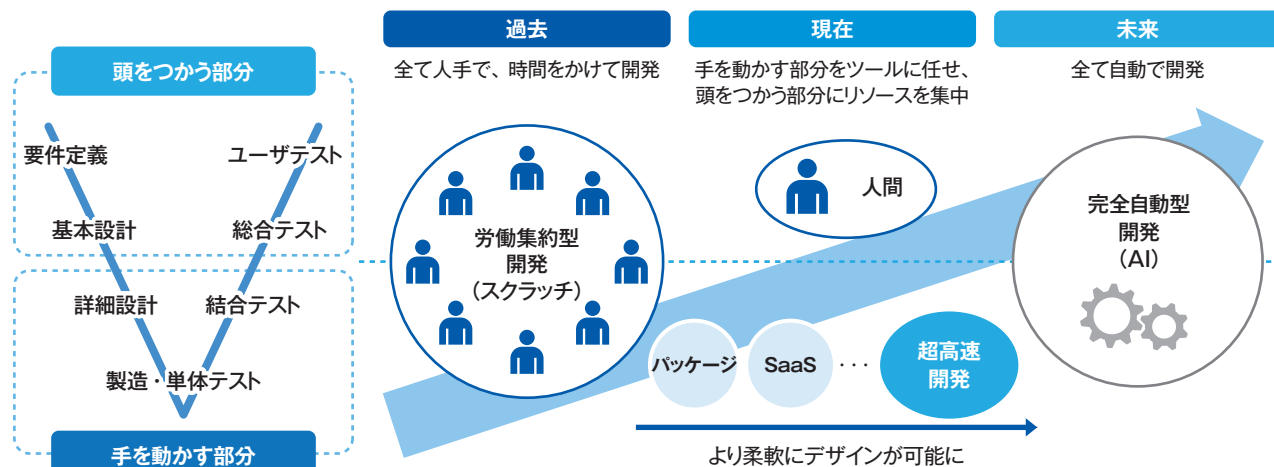 頭をつかう部分
要件定義
ユーザテスト
基本設計
総合テスト
詳細設計
結合テスト
製造・単体テスト
手を動かす部分
過去
全て人手で、時間をかけて開発
労働集約型
開発
（スクラッチ）
現在
手を動かす部分をツールに任せ、
頭をつかう部分にリソースを集中
人間
パッケージ
SaaS
・・・
超高速
開発
より柔軟にデザインが可能に
未来
全て自動で開発
完全自動型
開発
（AI）